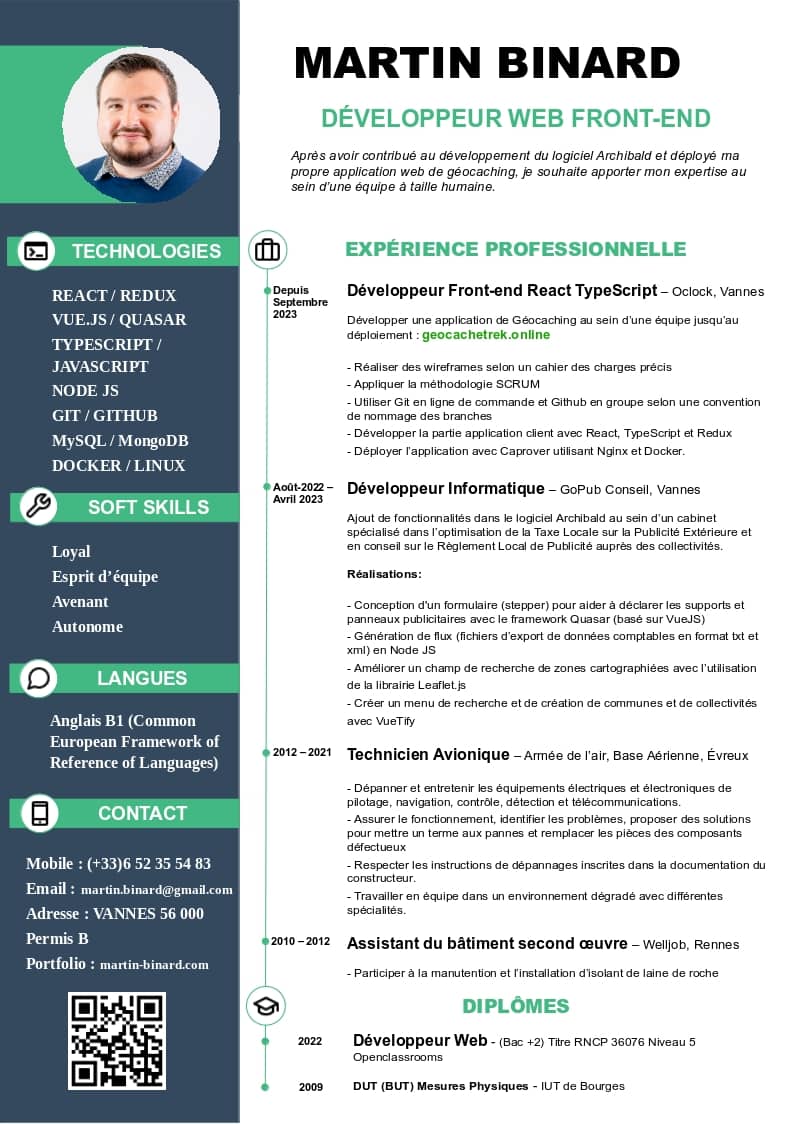 MARTIN BINARD
DÉVELOPPEUR WEB FRONT-END
Après avoir contribué au développement du logiciel Archibald et déployé ma
propre application web de géocaching, je souhaite apporter mon expertise au
sein d'une équipe à taille humaine.
TECHNOLOGIES
REACT / REDUX
VUE.JS / QUASAR
TYPESCRIPT /
JAVASCRIPT
NODE JS
GIT / GITHUB
MySQL / MongoDB
DOCKER / LINUX
SOFT SKILLS
Loyal
Esprit d'équipe
Avenant
Autonome
LANGUES
Anglais B1 (Common
European Framework of
Reference of Languages)
CONTACT
Mobile : (+33)6 52 35 54 83
Email : martin.binard@gmail.com
Adresse : VANNES 56 000
Permis B
Portfolio : martin-binard.com
EXPÉRIENCE PROFESSIONNELLE
Depuis
Septembre
2023
Développeur Front-end React TypeScript – Oclock, Vannes
Développer une application de Géocaching au sein d'une équipe jusqu'au
déploiement : geocachetrek.online
- Réaliser des wireframes selon un cahier des charges précis
- Appliquer la méthodologie SCRUM
- Utiliser Git en ligne de commande et Github en groupe selon une convention
de nommage des branches
- Développer la partie application client avec React, TypeScript et Redux
- Déployer l'application avec Caprover utilisant Nginx et Docker.
Août-2022 –
Avril 2023
Développeur Informatique – GoPub Conseil, Vannes
Ajout de fonctionnalités dans le logiciel Archibald au sein d'un cabinet
spécialisé dans l'optimisation de la Taxe Locale sur la Publicité Extérieure et
en conseil sur le Règlement Local de Publicité auprès des collectivités.
Réalisations:
- Conception d'un formulaire (stepper) pour aider à déclarer les supports et
panneaux publicitaires avec le framework Quasar (basé sur VueJS)
- Génération de flux (fichiers d'export de données comptables en format txt et
xml) en Node JS
- Améliorer un champ de recherche de zones cartographiées avec l'utilisation
de la librairie Leaflet.js
- Créer un menu de recherche et de création de communes et de collectivités
avec VueTify
2012 – 2021
Technicien Avionique – Armée de l'air, Base Aérienne, Évreux
- Dépanner et entretenir les équipements électriques et électroniques de
pilotage, navigation, contrôle, détection et télécommunications.
- Assurer le fonctionnement, identifier les problèmes, proposer des solutions
pour mettre un terme aux pannes et remplacer les pièces des composants
défectueux
- Respecter les instructions de dépannages inscrites dans la documentation du
constructeur.
- Travailler en équipe dans un environnement dégradé avec différentes
spécialités.
2010 – 2012
Assistant du bâtiment second œuvre – Welljob, Rennes
- Participer à la manutention et l'installation d'isolant de laine de roche
DIPLÔMES
2022
Développeur Web - (Bac +2) Titre RNCP 36076 Niveau 5
Openclassrooms
2009
DUT (BUT) Mesures Physiques - IUT de Bourges